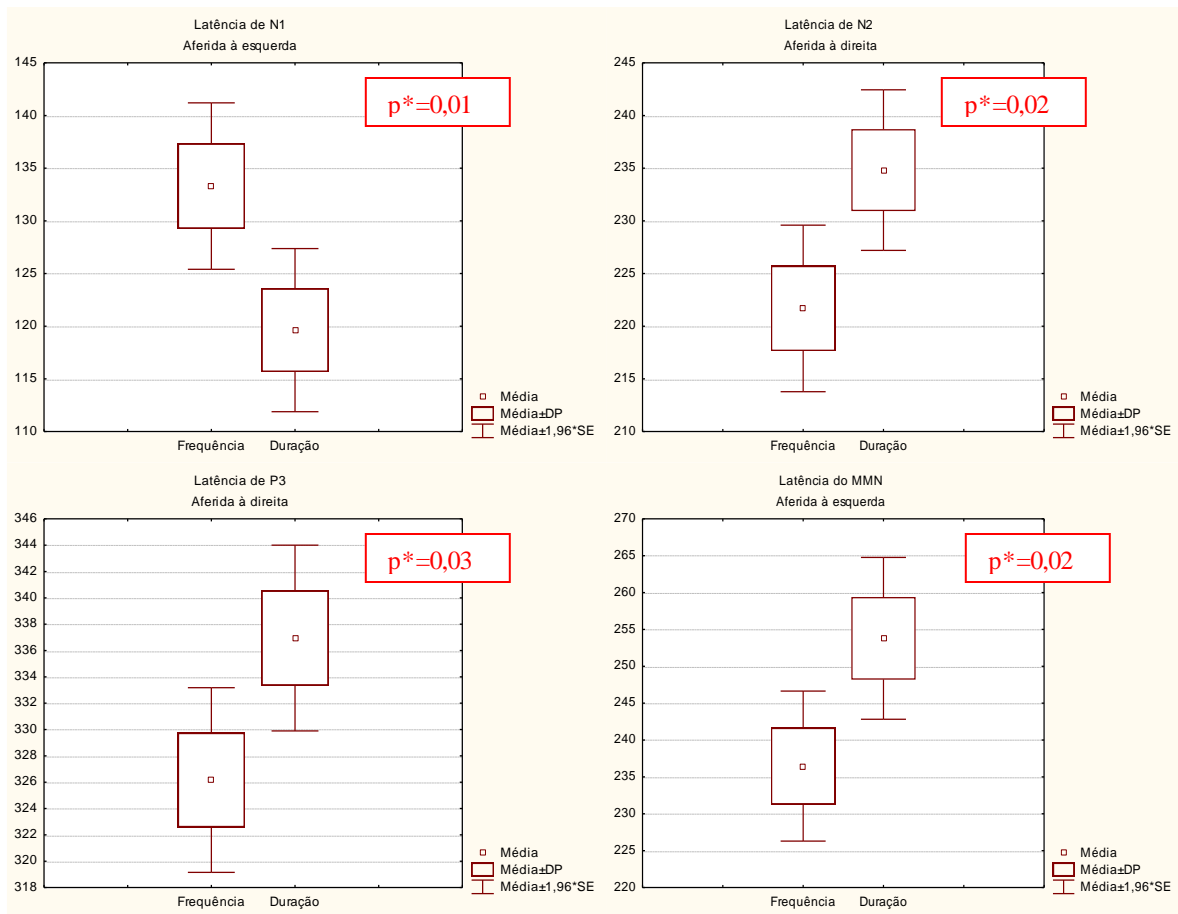 Latência de N1
Aferida à esquerda
145
140
135
130
125
120
115
110
p*=0,01
Frequência Duração
Média
Média±DP
Média±1,96*SE
Latência de N2
Aferida à direita
245
240
235
230
225
220
215
210
p*=0,02
Frequência Duração
Média
Média±DP
Média±1,96*SE
Latência de P3
Aferida à direita
346
344
342
340
338
336
334
332
330
328
326
324
322
320
318
p*=0,03
Frequência Duração
Média
Média±DP
Média±1,96*SE
Latência do MMN
Aferida à esquerda
270
265
260
255
250
245
240
235
230
225
220
p*=0,02
Frequência Duração
Média
Média±DP
Média±1,96*SE